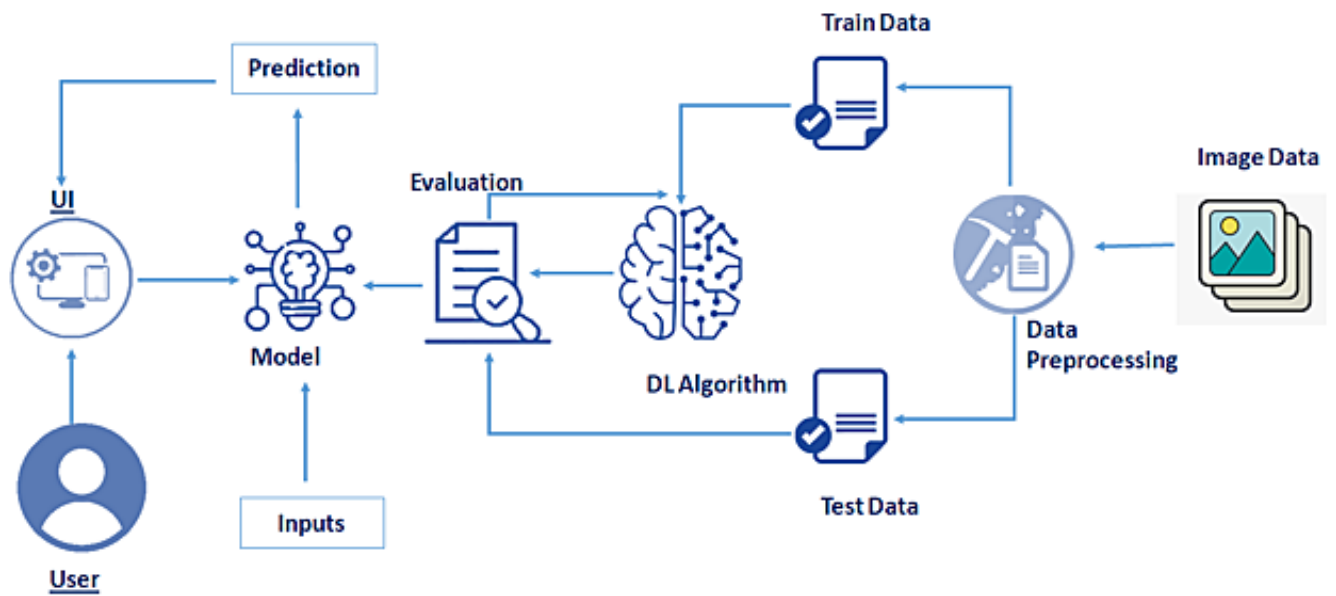 Train Data
Prediction
Image Data
Evaluation
UI
Model
Data
Preprocessing
DL Algorithm
Inputs
Test Data
User